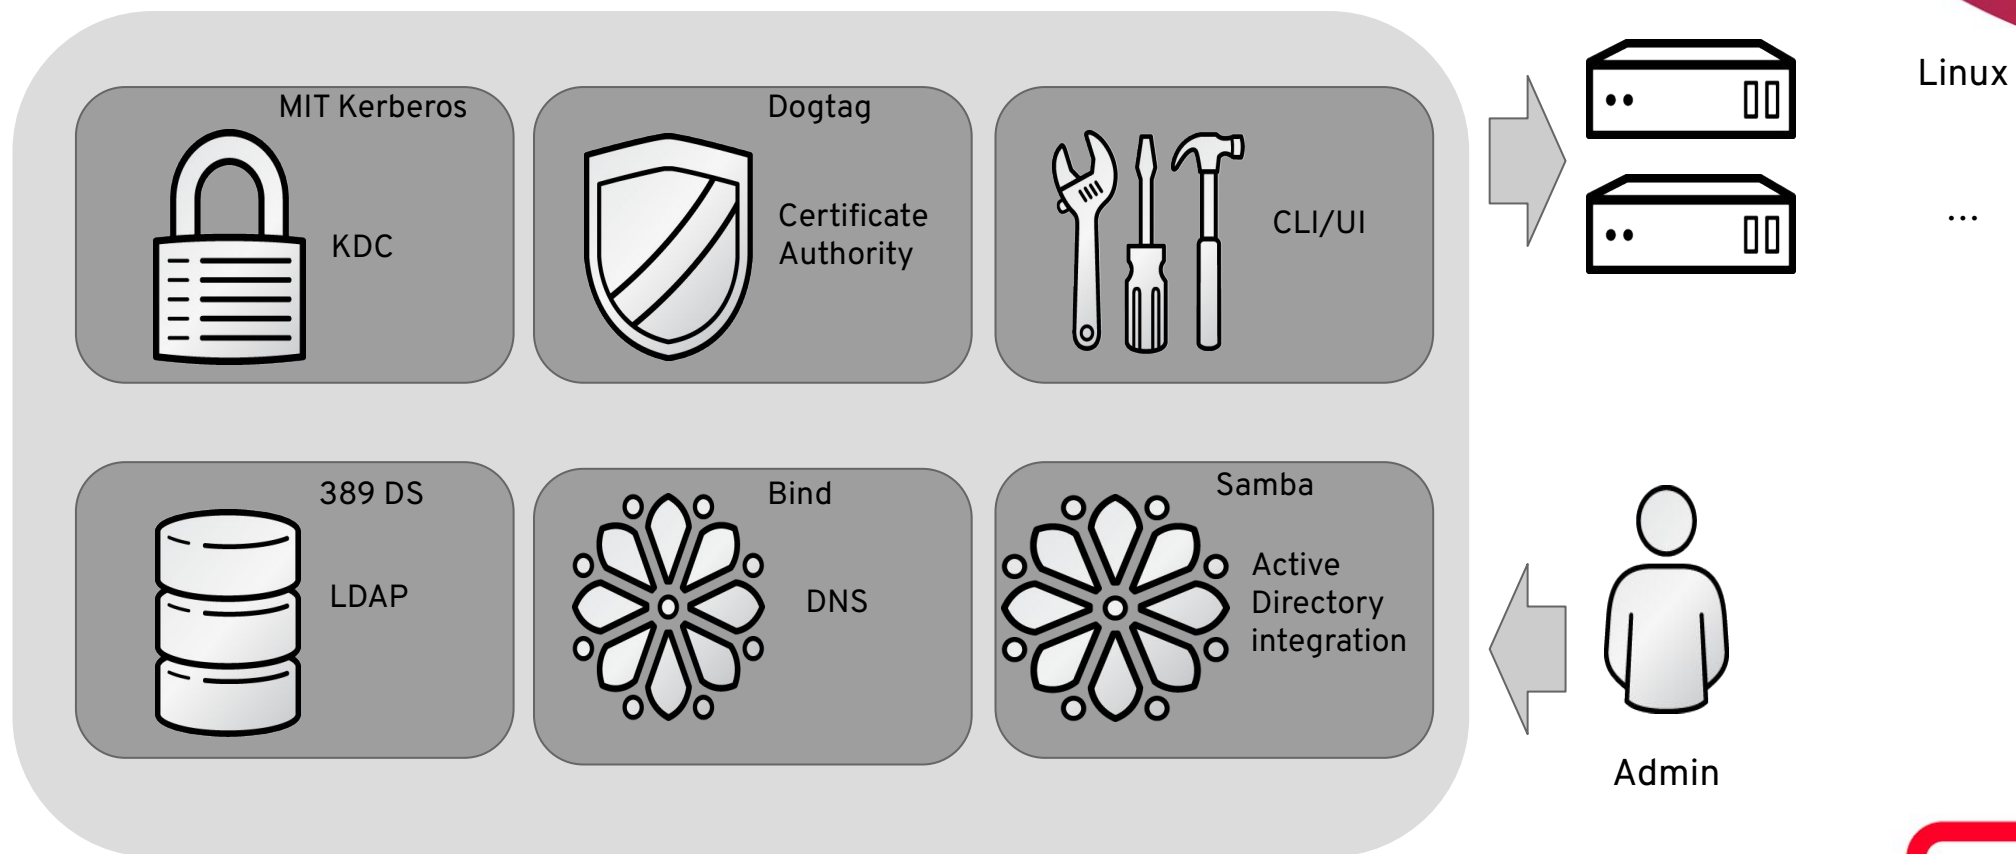 MIT Kerberos
KDC
Dogtag
Certificate
Authority
CLI/UI
Linux
...
389 DS
LDAP
Bind
DNS
Samba
Active
Directory
integration
Admin